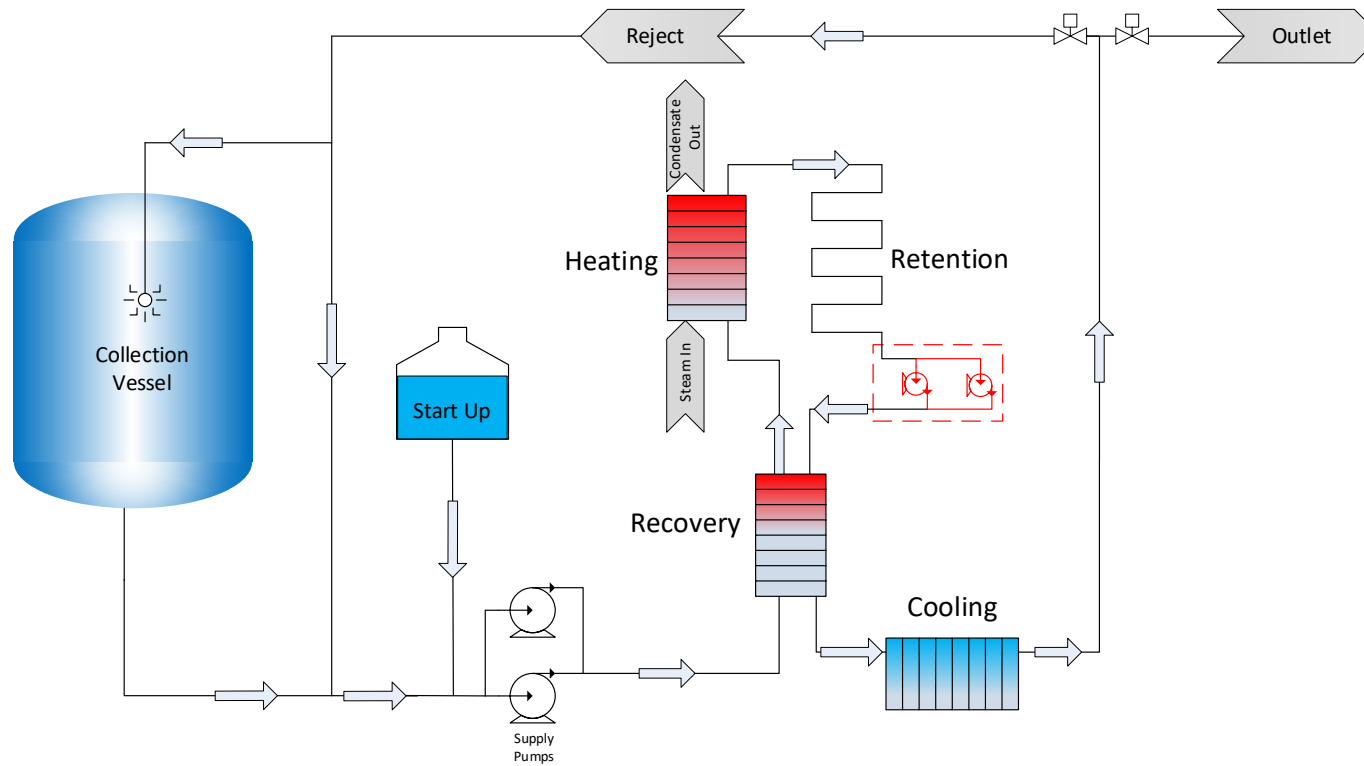 Reject
Outlet
Condensate
Out
Heating
Retention
Collection
Vessel
Steam In
Start Up
Recovery
Cooling
Supply
Pumps